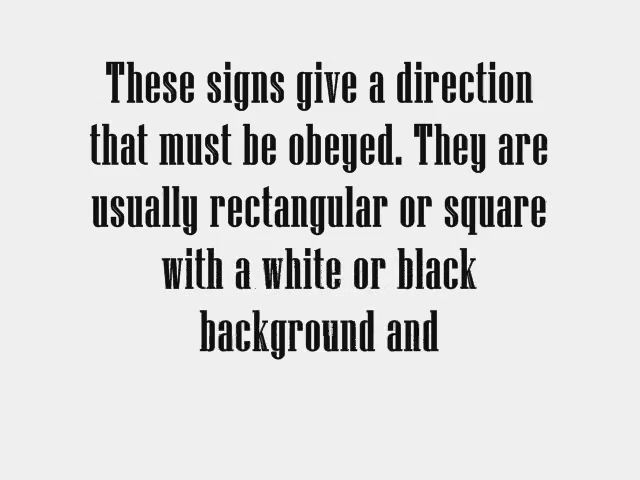 These signs give a direction
that must be obeyed. They are
usually rectangular or square
with a white or black
background and